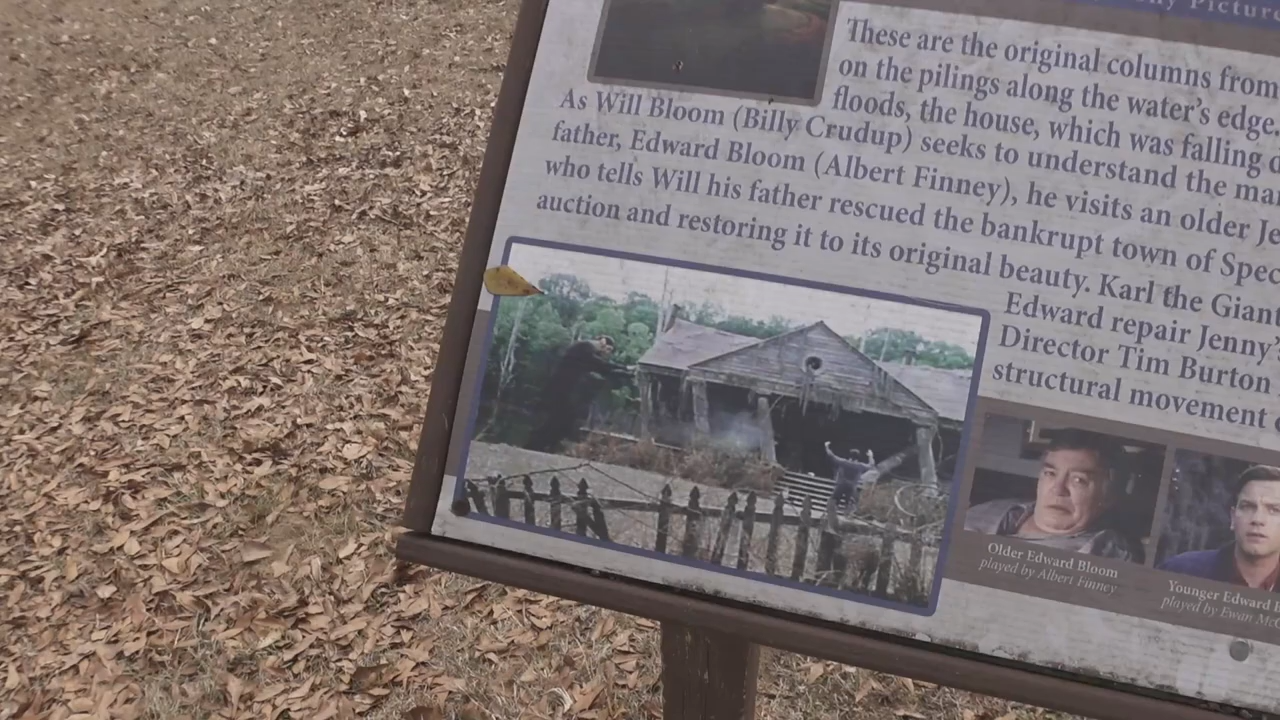 Picture
These are the original columns from
on the pilings along the water's edge.
floods, the house, which was falling
As Will Bloom (Billy Crudup) seeks to understand the
father, Edward Bloom (Albert Finney), he visits an older
who tells Will his father rescued the bankrupt town of Spec
auction and restoring it to its original beauty. Karl the Giant
Edward repair Jenny'
Director Tim Burton
structural movement
Older Edward Bloom
played by Albert Finney
Younger Edward
played by Ewan Mc